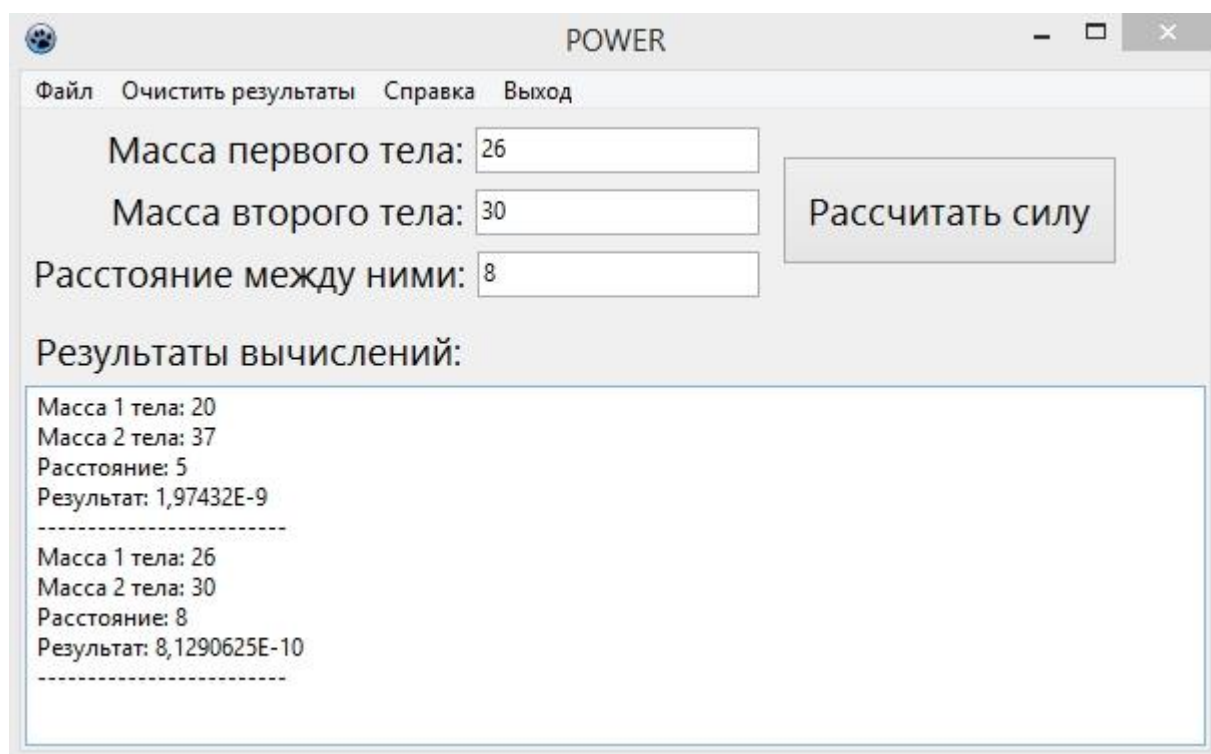 POWER
Файл Очистить результаты Справка Выход
Масса первого тела: 26
Масса второго тела: 30
Рассчитать силу
Расстояние между ними: 8
Результаты вычислений:
Масса 1 тела: 20
Масса 2 тела: 37
Расстояние: 5
Результат: 1,97432E-9
-------------------------
Масса 1 тела: 26
Масса 2 тела: 30
Расстояние: 8
Результат: 8,1290625E-10
-------------------------